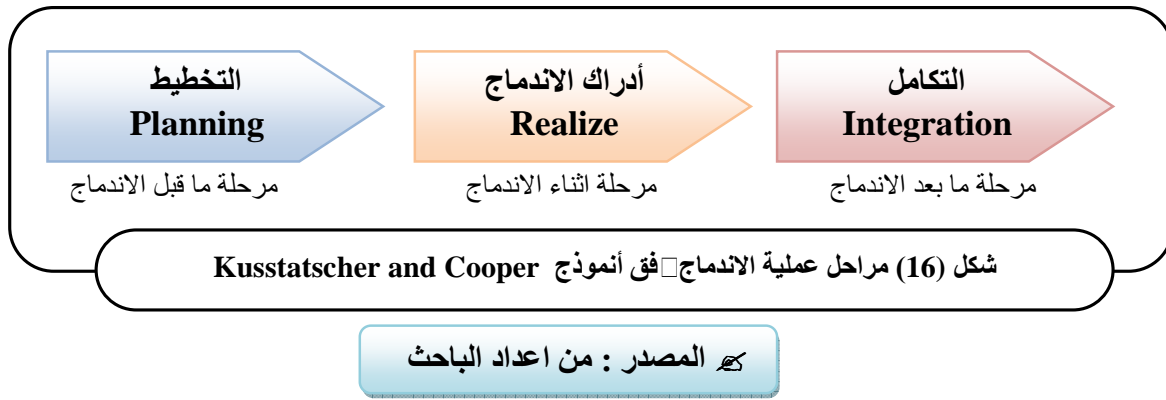 التخطيط
Planning
مرحلة ما قبل الاندماج
أدراك الاندماج
Realize
مرحلة اثناء الاندماج
التكامل
Integration
مرحلة ما بعد الاندماج
شكل (16) مراحل عملية الاندماج□فق أنموذج Kusstatscher and Cooper
المصدر : من اعداد الباحث